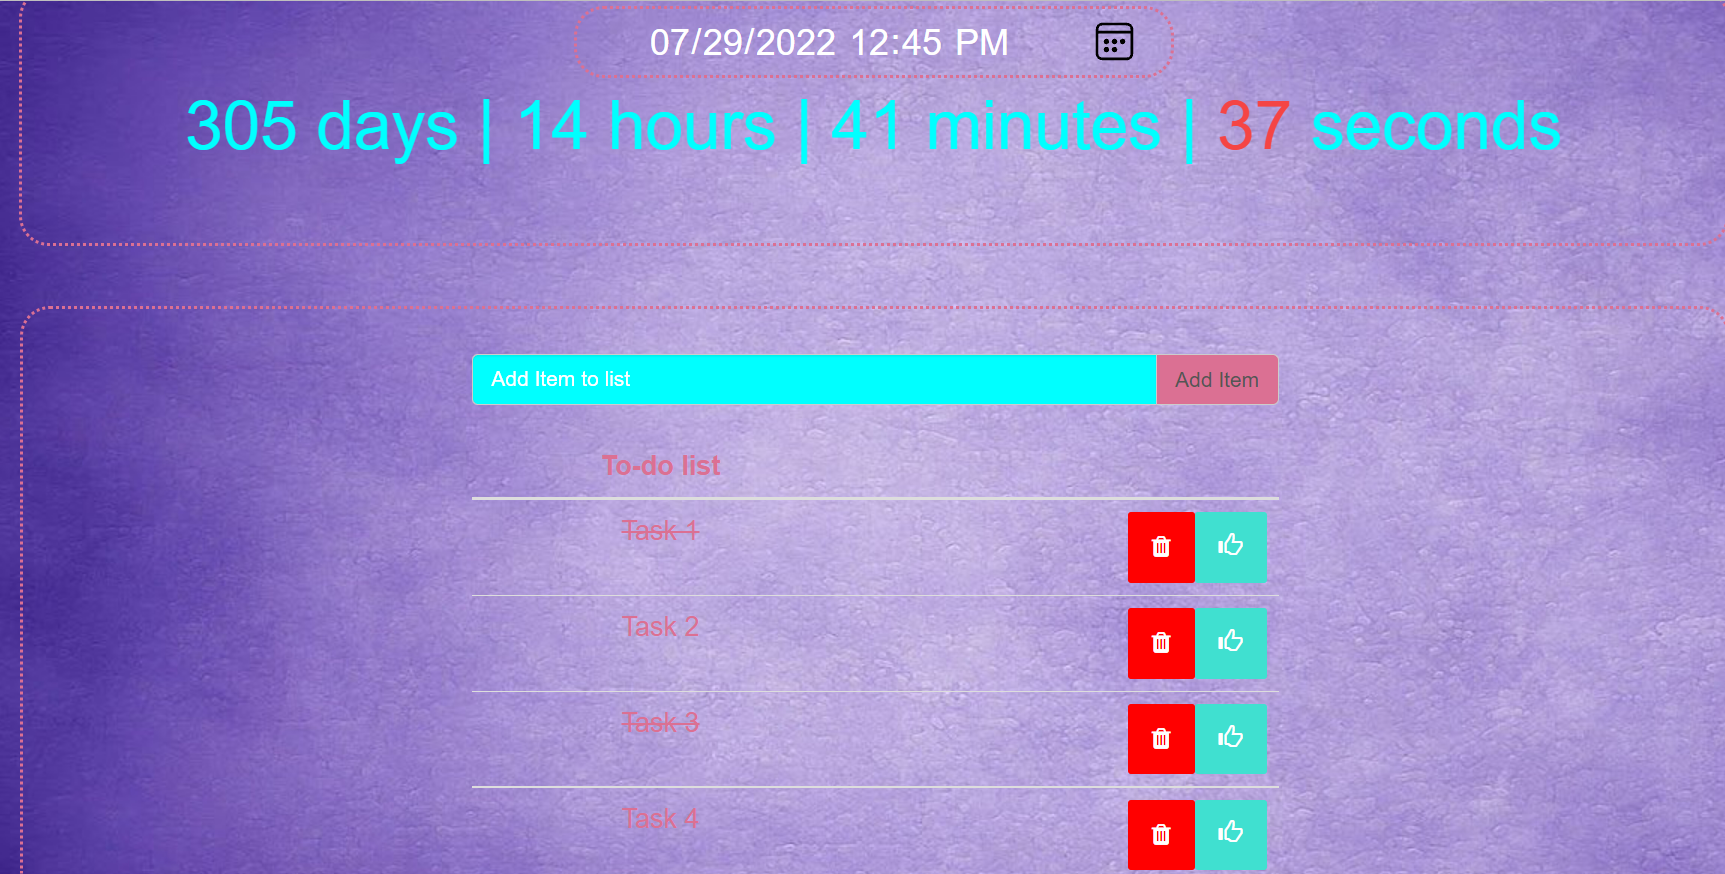 07/29/2022 12:45 PM
305 days | 14 hours | 41 minutes | 37 seconds
Add Item to list
Add Item
To-do list
Task 1
Task 2
Task 3
Task 4